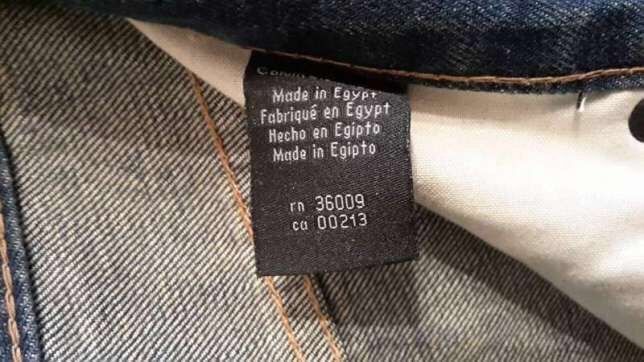 Made in Egypt
Fabriqué en Egypt
Hecho en Egipto
Made in Egipto
rn 36009
ca 00213